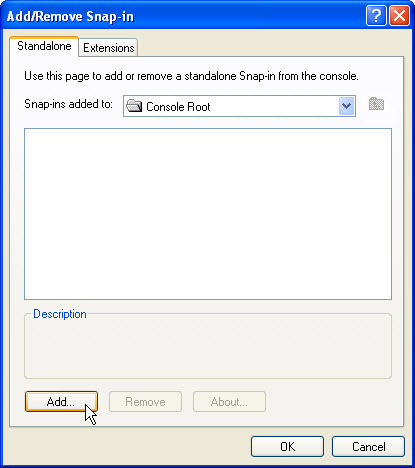 Add/Remove Snap-in
Standalone Extensions
Use this page to add or remove a standalone Snap-in from the console.
Snap-ins added to: Console Root
Description
Add... Remove About...
OK Cancel